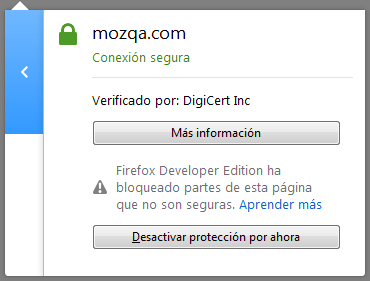 mozqa.com
Conexión segura
Verificado por: DigiCert Inc
Más información
Firefox Developer Edition ha
bloqueado partes de esta página
que no son seguras. Aprender más
Desactivar protección por ahora